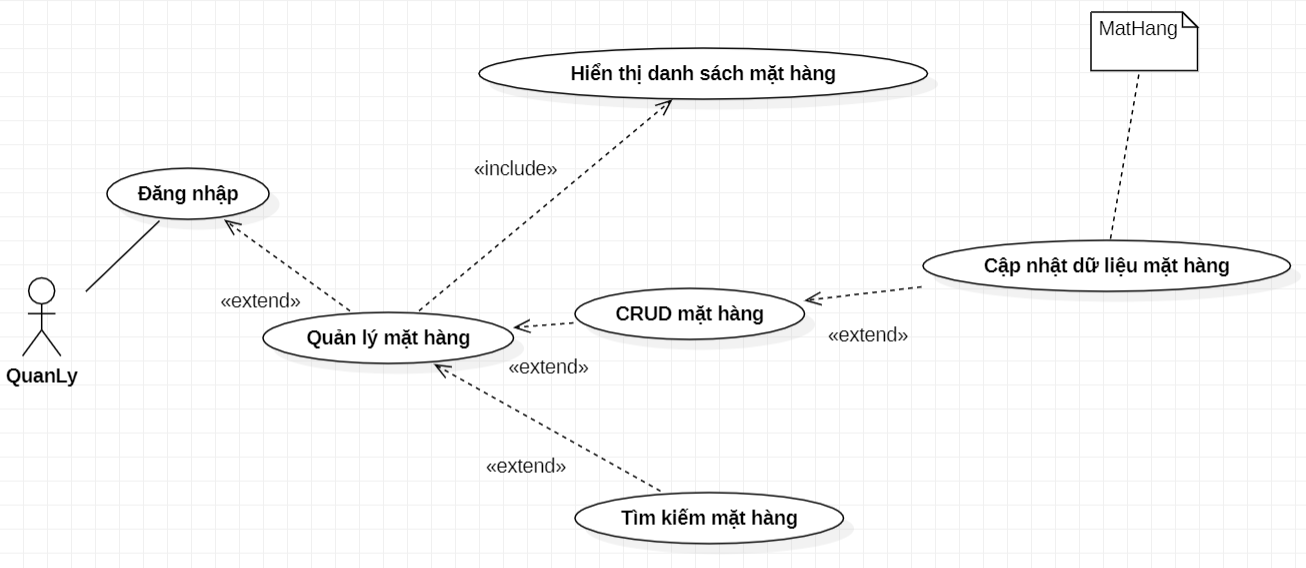 MatHang
Hiển thị danh sách mặt hàng
«include»
Đăng nhập
Cập nhật dữ liệu mặt hàng
«extend»
CRUD mặt hàng
Quản lý mặt hàng
«extend»
«extend»
QuanLy
«extend»
Tìm kiếm mặt hàng